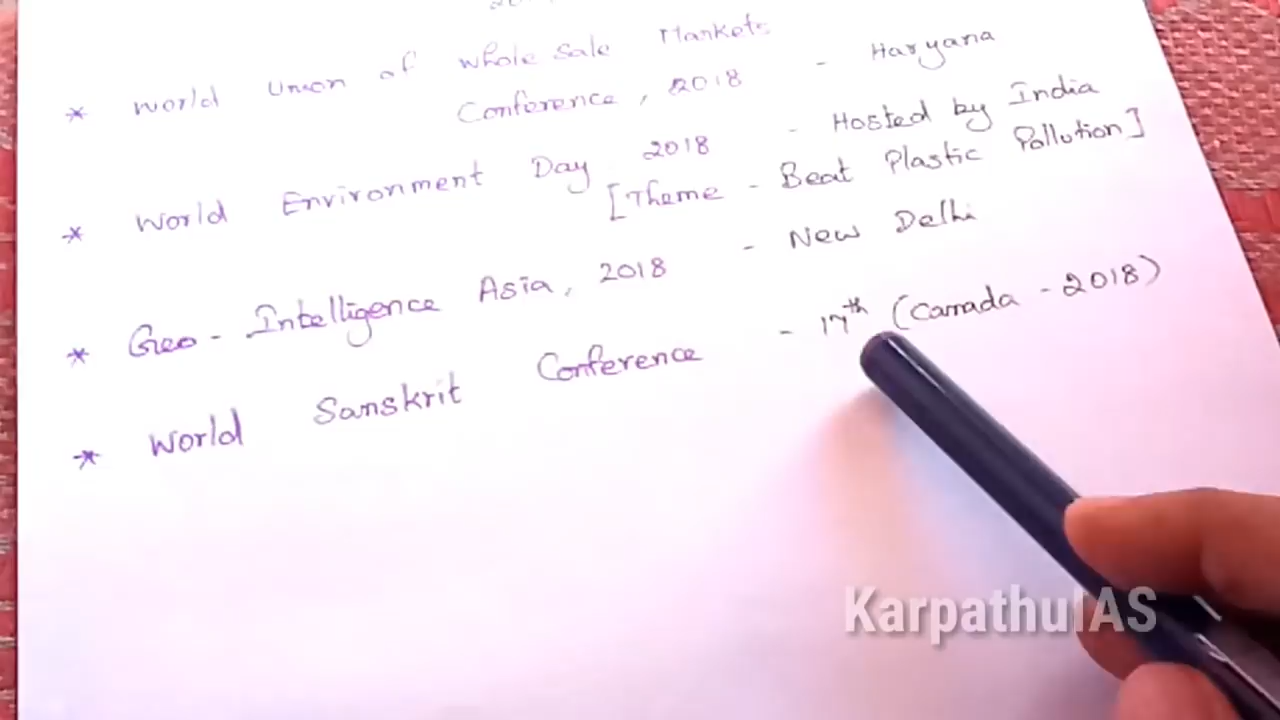 * World Union of Whole Sale Markets
Conference, 2018 - Haryana
* World Environment Day 2018 - Hosted by India
[Theme - Beat Plastic Pollution]
* Geo - Intelligence Asia, 2018 - New Delhi
* World Sanskrit Conference - 17th (Canada - 2018)
KarpathuIAS